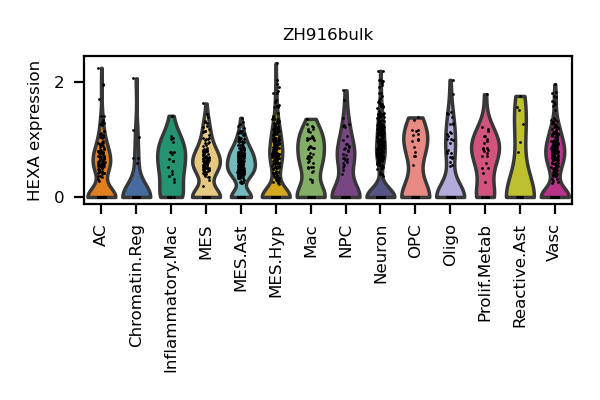 ZH916bulk
HEXA expression
2
0
AC
Chromatin.Reg
Inflammatory.Mac
MES
MES.Ast
MES.Hyp
Mac
NPC
Neuron
OPC
Oligo
Prolif.Metab
Reactive.Ast
Vasc